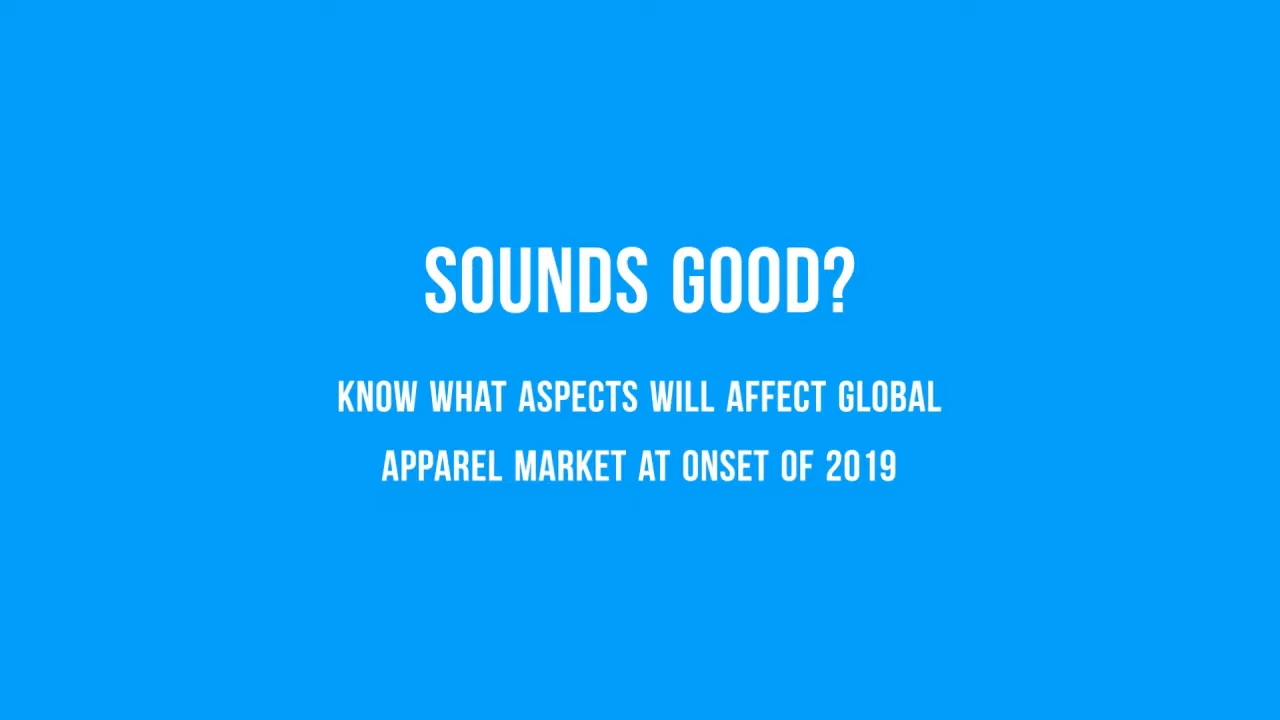 SOUNDS GOOD?
KNOW WHAT ASPECTS WILL AFFECT GLOBAL
APPAREL MARKET AT ONSET OF 2019